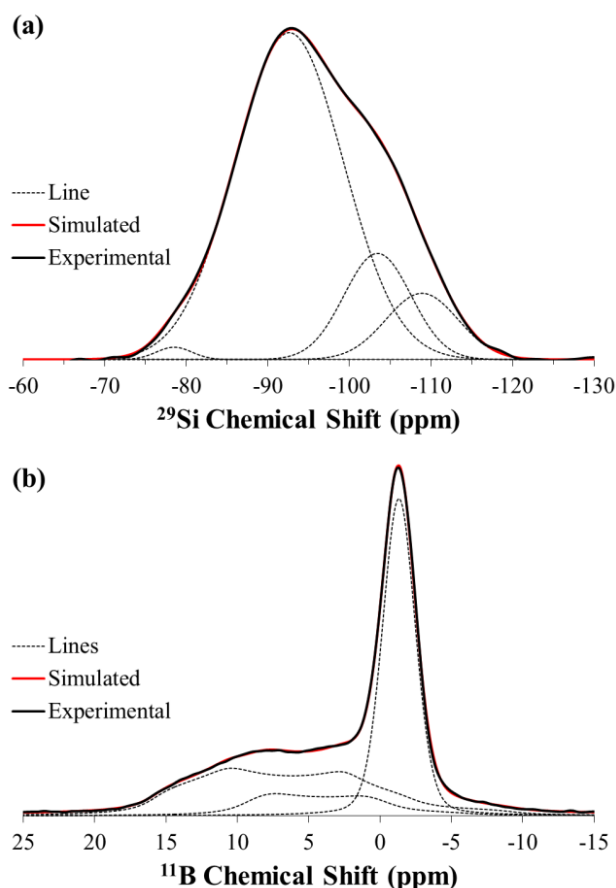 (a)
Line
Simulated
Experimental
-60 -70 -80 -90 -100 -110 -120 -130
²⁹Si Chemical Shift (ppm)
(b)
Lines
Simulated
Experimental
25 20 15 10 5 0 -5 -10 -15
¹¹B Chemical Shift (ppm)